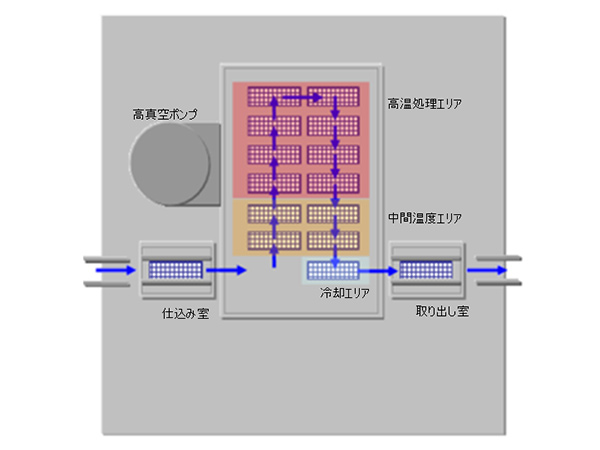 高真空ポンプ
高温処理エリア
中間温度エリア
冷却エリア
仕込み室
取り出し室